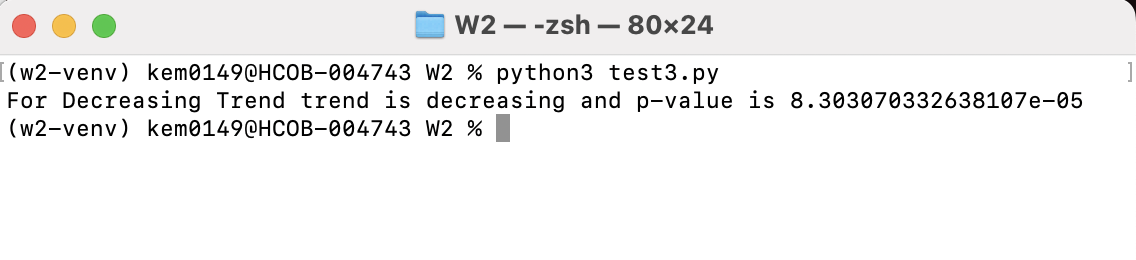 W2 — -zsh — 80×24
[(w2-venv) kem0149@HCOB-004743 W2 % python3 test3.py ]
For Decreasing Trend trend is decreasing and p-value is 8.303070332638107e-05
(w2-venv) kem0149@HCOB-004743 W2 %